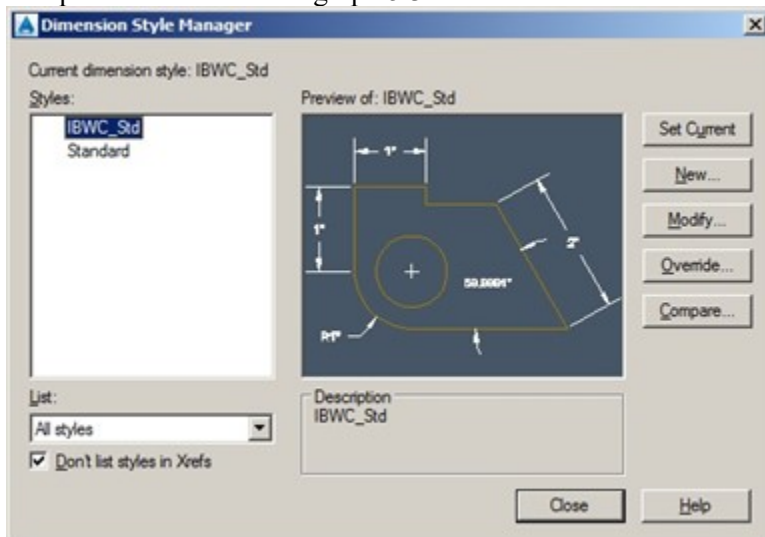 Dimension Style Manager
Current dimension style: IBWC_Std
Styles:
IBWC_Std
Standard
Preview of: IBWC_Std
1"
1"
2"
R1"
Set Current
New...
Modify...
Override...
Compare...
List:
All styles
Don't list styles in Xrefs
Description
IBWC_Std
Close
Help